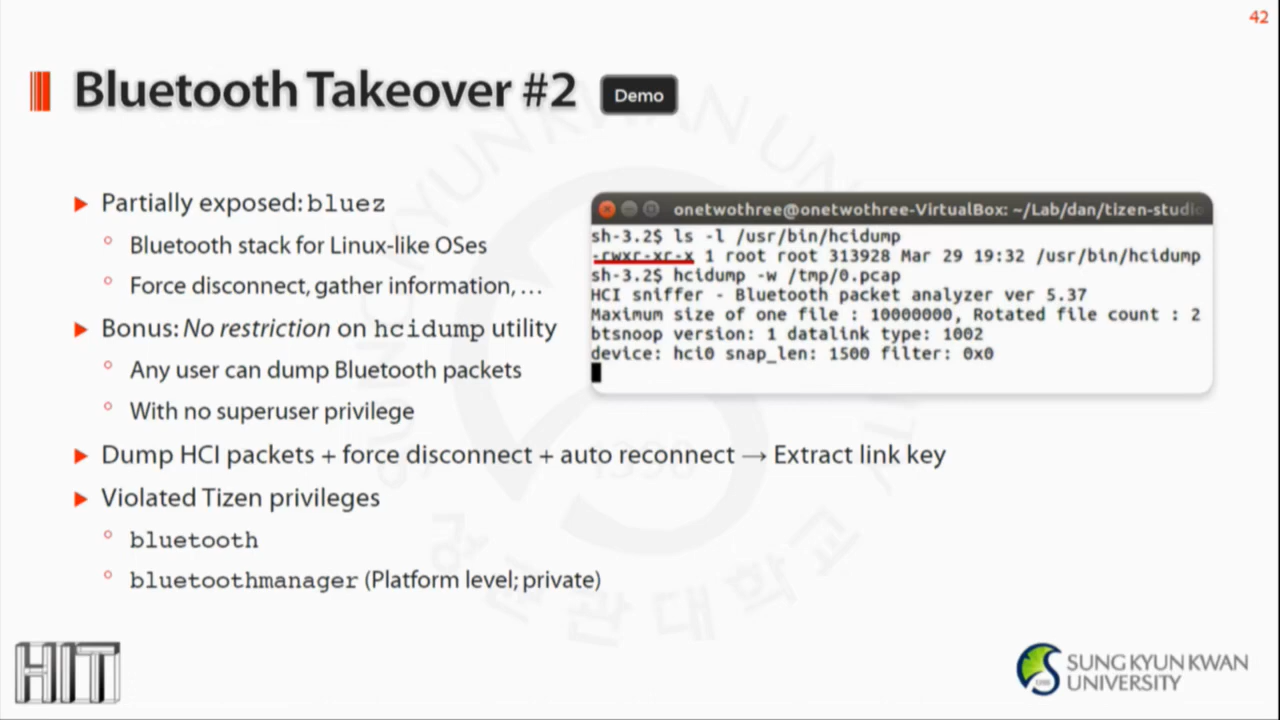 42
Bluetooth Takeover #2
Demo
Partially exposed: bluez
Bluetooth stack for Linux-like OSes
Force disconnect, gather information, …
Bonus: No restriction on hcidump utility
Any user can dump Bluetooth packets
With no superuser privilege
Dump HCI packets + force disconnect + auto reconnect → Extract link key
Violated Tizen privileges
bluetooth
bluetoothmanager (Platform level; private)
onetwothree@onetwothree-VirtualBox: ~/Lab/dan/tizen-studio
sh-3.2$ ls -l /usr/bin/hcidump
-rwxr-xr-x 1 root root 313928 Mar 29 19:32 /usr/bin/hcidump
sh-3.2$ hcidump -w /tmp/0.pcap
HCI sniffer - Bluetooth packet analyzer ver 5.37
Maximum size of one file : 10000000, Rotated file count : 2
btsnoop version: 1 datalink type: 1002
device: hci0 snap_len: 1500 filter: 0x0
HIT
SUNG KYUN KWAN
UNIVERSITY
1398